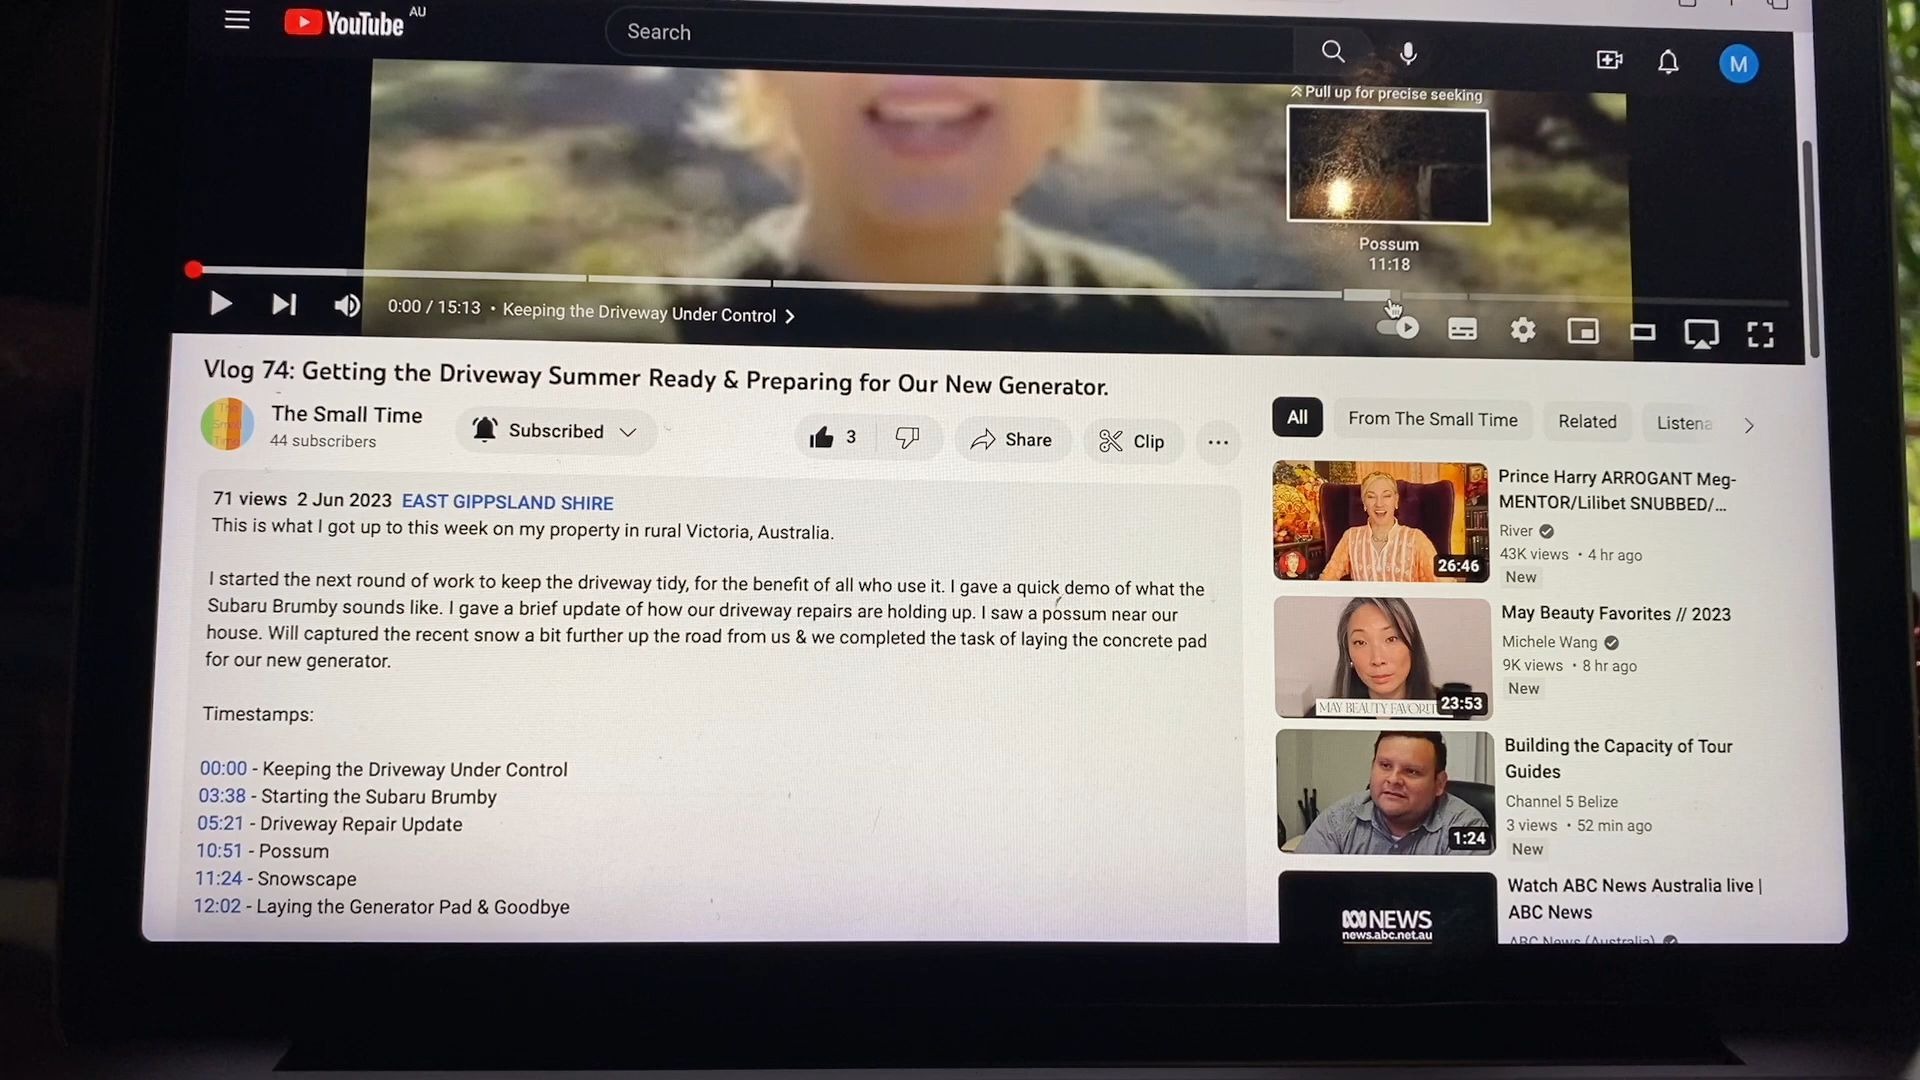 YouTube AU
Search
M
Pull up for precise seeking
Possum
11:18
0:00 / 15:13 • Keeping the Driveway Under Control
Vlog 74: Getting the Driveway Summer Ready & Preparing for Our New Generator.
The Small Time
The Small Time
44 subscribers
Subscribed
3
Share
Clip
71 views 2 Jun 2023 EAST GIPPSLAND SHIRE
This is what I got up to this week on my property in rural Victoria, Australia.
I started the next round of work to keep the driveway tidy, for the benefit of all who use it. I gave a quick demo of what the
Subaru Brumby sounds like. I gave a brief update of how our driveway repairs are holding up. I saw a possum near our
house. Will captured the recent snow a bit further up the road from us & we completed the task of laying the concrete pad
for our new generator.
Timestamps:
00:00 - Keeping the Driveway Under Control
03:38 - Starting the Subaru Brumby
05:21 - Driveway Repair Update
10:51 - Possum
11:24 - Snowscape
12:02 - Laying the Generator Pad & Goodbye
All
From The Small Time
Related
Listena
26:46
Prince Harry ARROGANT Meg-
MENTOR/Lilibet SNUBBED/...
River
43K views • 4 hr ago
New
MAY BEAUTY FAVORIT
23:53
May Beauty Favorites // 2023
Michele Wang
9K views • 8 hr ago
New
1:24
Building the Capacity of Tour
Guides
Channel 5 Belize
3 views • 52 min ago
New
NEWS
news.abc.net.au
Watch ABC News Australia live |
ABC News
ABC News (Australia)